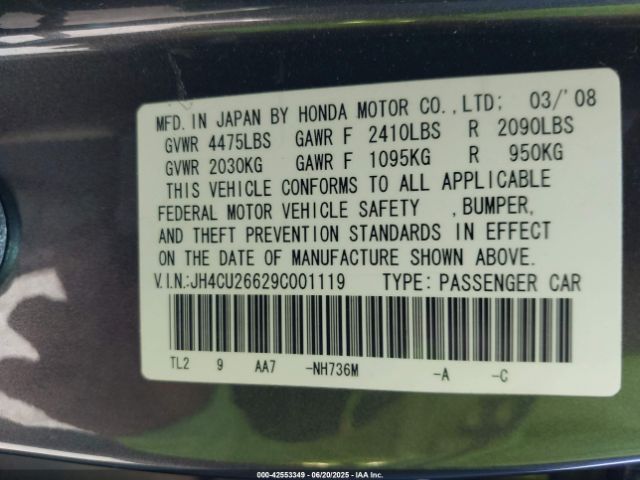 MFD. IN JAPAN BY HONDA MOTOR CO.,LTD; 03/'08
GVWR 4475LBS GAWR F 2410LBS R 2090LBS
GVWR 2030KG GAWR F 1095KG R 950KG
THIS VEHICLE CONFORMS TO ALL APPLICABLE
FEDERAL MOTOR VEHICLE SAFETY ,BUMPER,
AND THEFT PREVENTION STANDARDS IN EFFECT
ON THE DATE OF MANUFACTURE SHOWN ABOVE.
V.I.N.:JH4CU26629C001119 TYPE: PASSENGER CAR
TL2 9 AA7 -NH736M -A -C
000-42553349 - 06/20/2025 - IAA Inc.